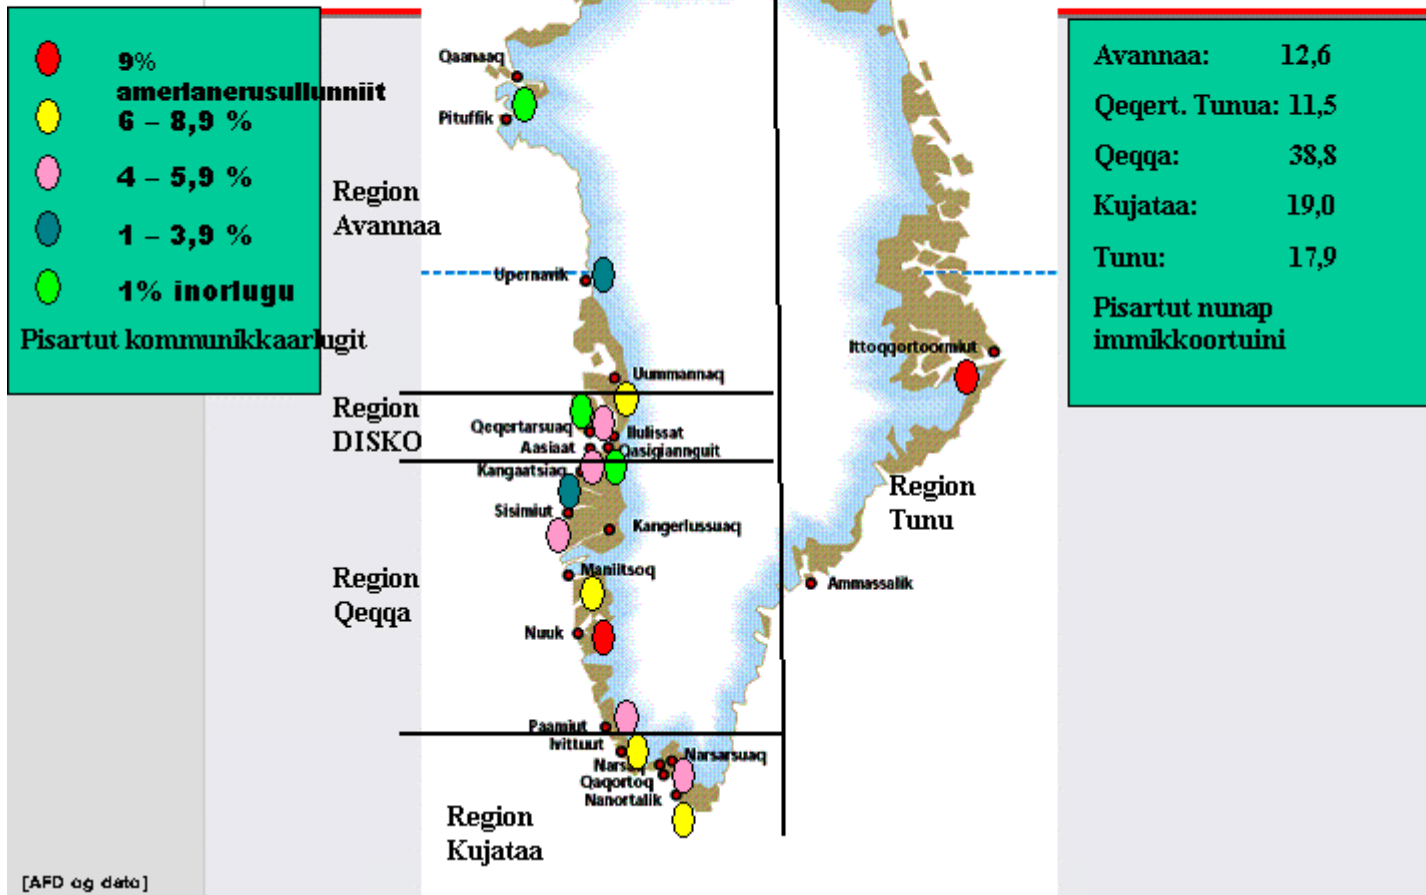 9%
amerlanerusullunniit
6 – 8,9 %
4 – 5,9 %
1 – 3,9 %
1% inorlugu
Pisartut kommunikkaarlugit
Avannaa: 12,6
Qeqert. Tunua: 11,5
Qeqqa: 38,8
Kujataa: 19,0
Tunu: 17,9
Pisartut nunap
immikkoortuini
Qaanaaq
Pituffik
Region
Avannaa
Upernavik
Ittoqqortoormiut
Uummannaq
Region
DISKO
Qeqertarsuaq
Ilulissat
Aasiaat
Qasigiannguit
Kangaatsiaq
Region
Tunu
Sisimiut
Kangerlussuaq
Maniitsoq
Ammassalik
Region
Qeqqa
Nuuk
Paamiut
Ivittuut
Narsarsuaq
Narsaq
Qaqortoq
Nanortalik
Region
Kujataa
[AFD og dato]